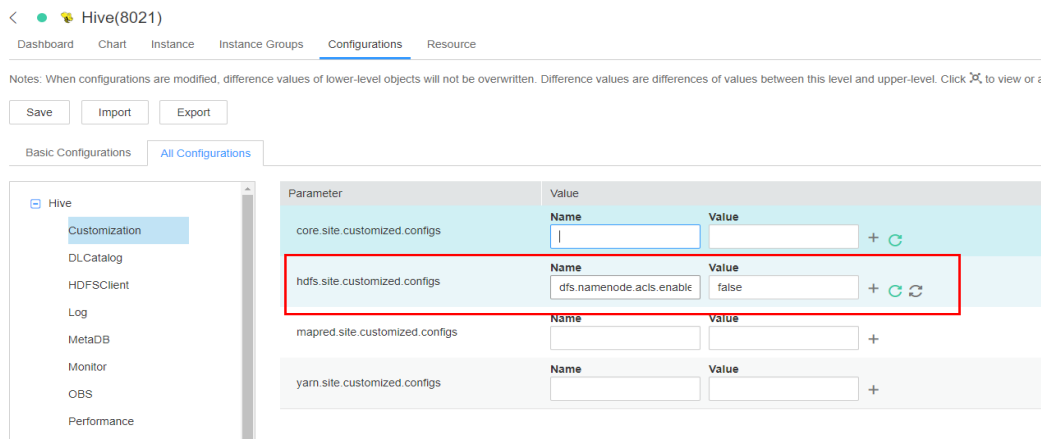 Hive(8021)
Dashboard Chart Instance Instance Groups Configurations Resource
Notes: When configurations are modified, difference values of lower-level objects will not be overwritten. Difference values are differences of values between this level and upper-level. Click to view or a
Save Import Export
Basic Configurations All Configurations
Hive
Customization
DLCatalog
HDFSClient
Log
MetaDB
Monitor
OBS
Performance
Parameter Value
Name Value
core.site.customized.configs
Name Value
hdfs.site.customized.configs dfs.namenode.acls.enable false
Name Value
mapred.site.customized.configs
Name Value
yarn.site.customized.configs